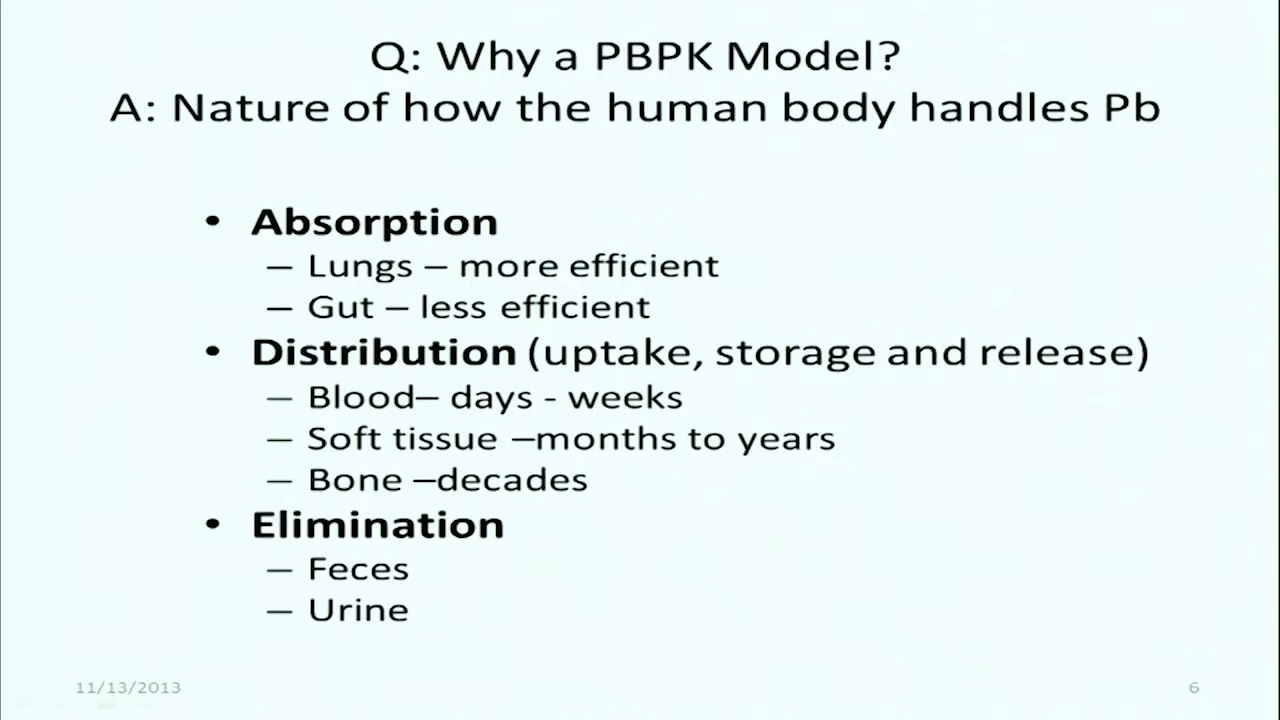 Q: Why a PBPK Model?
A: Nature of how the human body handles Pb
• Absorption
– Lungs – more efficient
– Gut – less efficient
• Distribution (uptake, storage and release)
– Blood– days - weeks
– Soft tissue –months to years
– Bone –decades
• Elimination
– Feces
– Urine
11/13/2013
6